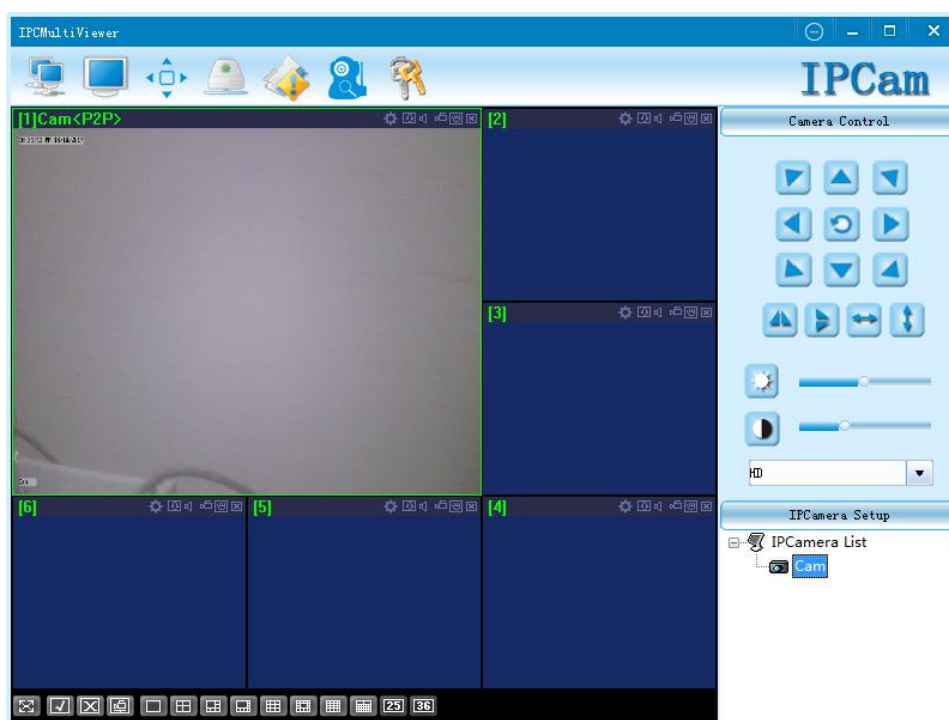 IPCMultiViewer
IPCam
[1]Cam<P2P>
[2]
Camera Control
[3]
HD
[6]
[5]
[4]
IPCamera Setup
IPCamera List
Cam
25
36